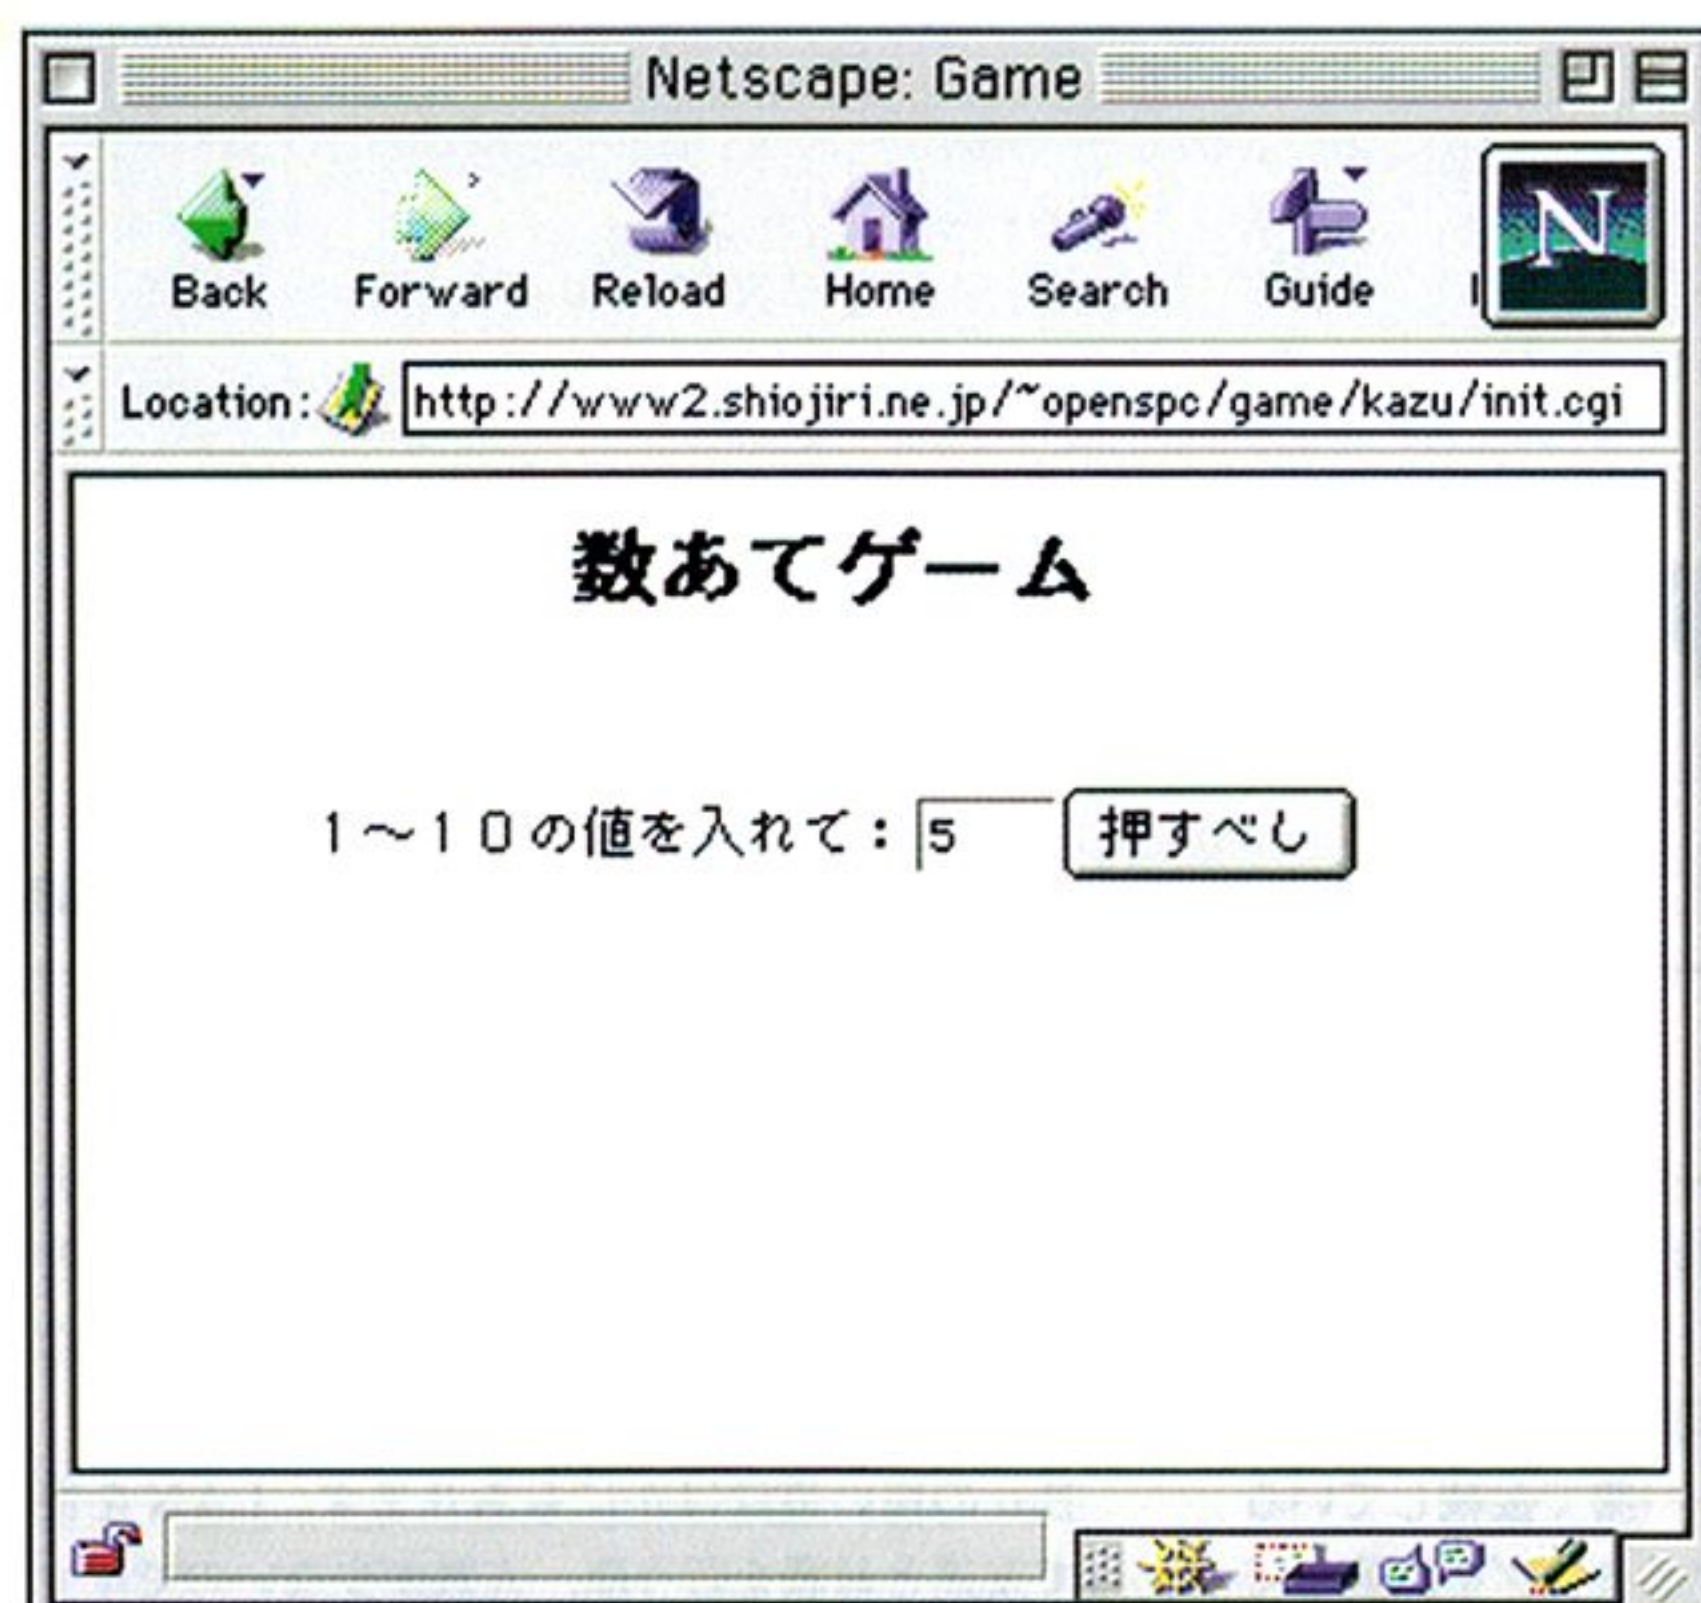 Netscape: Game
Back Forward Reload Home Search Guide
Location: http://www2.shiojiri.ne.jp/~openspc/game/kazu/init.cgi
数あてゲーム
1〜10の値を入れて：5 押すべし